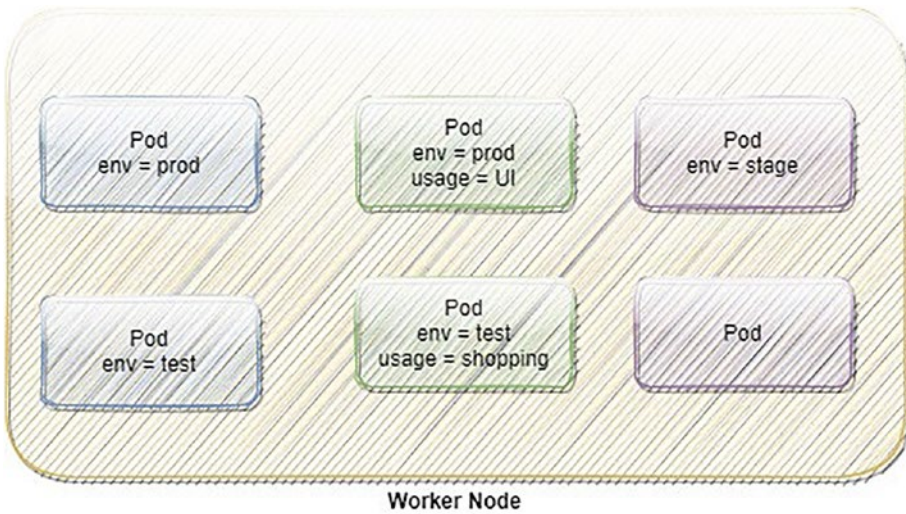 Pod
env = prod
Pod
env = prod
usage = UI
Pod
env = stage
Pod
env = test
Pod
env = test
usage = shopping
Pod
Worker Node